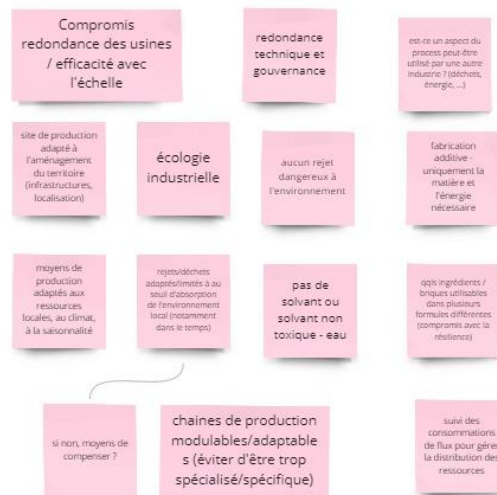 Compromis
redondance des usines
/ efficacité avec
l'échelle
redondance
technique et
gouvernance
est-ce un aspect du
process peut-être
utilisé par une autre
industrie ? (déchets,
énergie, ...)
site de production
adapté à
l'aménagement
du territoire
(infrastructures,
localisation)
écologie
industrielle
aucun rejet
dangereux à
l'environnement
fabrication
additive -
uniquement la
matière et
l'énergie
nécessaire
moyens de
production
adaptés aux
ressources
locales, au climat,
à la saisonnalité
rejets/déchets
adaptés/limités à au
seuil d'absorption
de l'environnement
local (notamment
dans le temps)
pas de
solvant ou
solvant non
toxique - eau
qqls ingrédients /
briques utilisables
dans plusieurs
formules différentes
(compromis avec la
résilience)
si non, moyens de
compenser ?
chaines de production
modulables/adaptable
s (éviter d'être trop
spécialisé/spécifique)
suivi des
consommations
de flux pour gérer
la distribution des
ressources